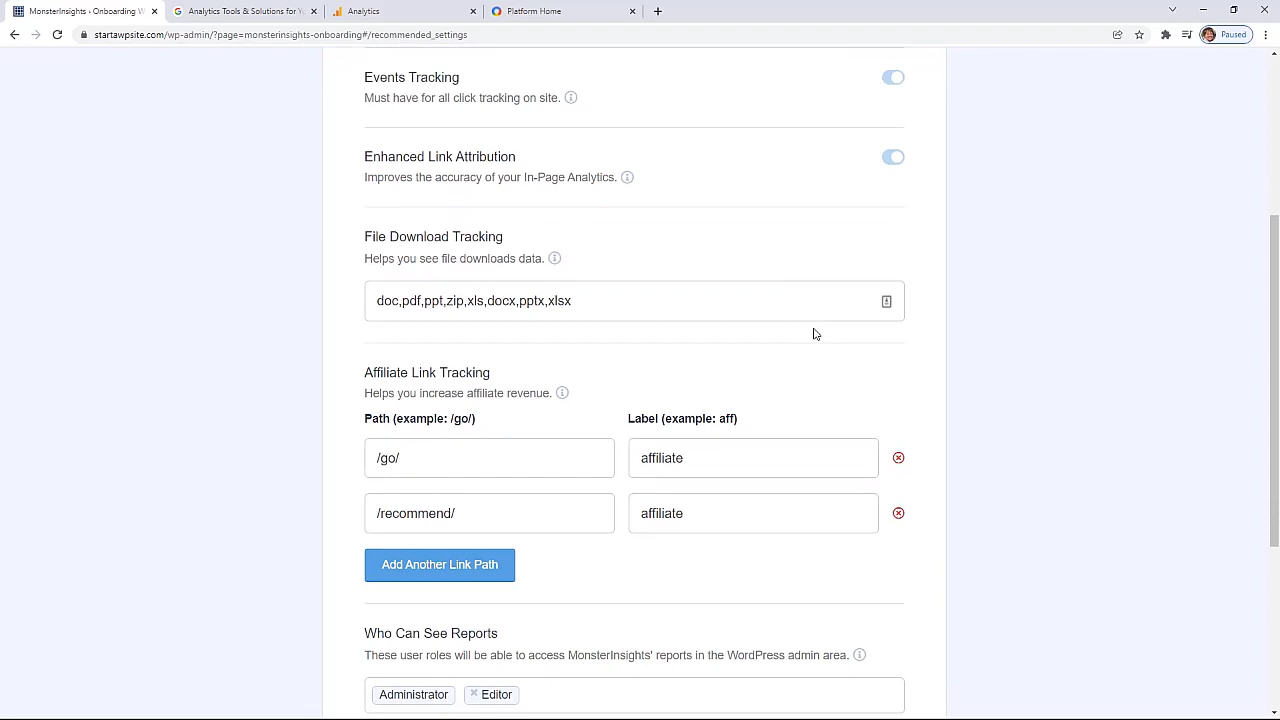 MonsterInsights ‹ Onboarding W
Analytics Tools & Solutions for Y
Analytics
Platform Home
startawpsite.com/wp-admin/?page=monsterinsights-onboarding#/recommended_settings
Paused
Events Tracking
Must have for all click tracking on site.
Enhanced Link Attribution
Improves the accuracy of your In-Page Analytics.
File Download Tracking
Helps you see file downloads data.
doc,pdf,ppt,zip,xls,docx,pptx,xlsx
Affiliate Link Tracking
Helps you increase affiliate revenue.
Path (example: /go/) Label (example: aff)
/go/ affiliate
/recommend/ affiliate
Add Another Link Path
Who Can See Reports
These user roles will be able to access MonsterInsights' reports in the WordPress admin area.
Administrator Editor